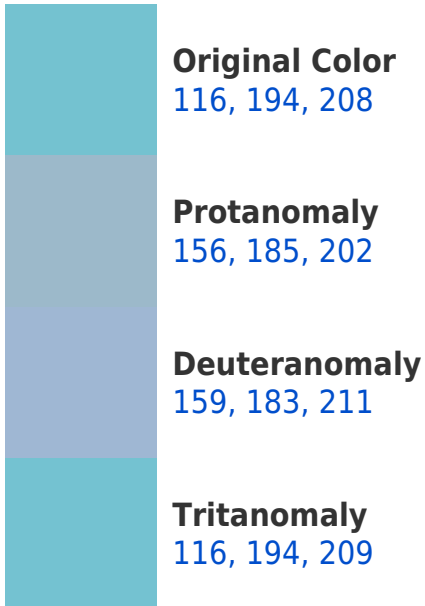 Original Color
116, 194, 208
Protanomaly
156, 185, 202
Deuteranomaly
159, 183, 211
Tritanomaly
116, 194, 209